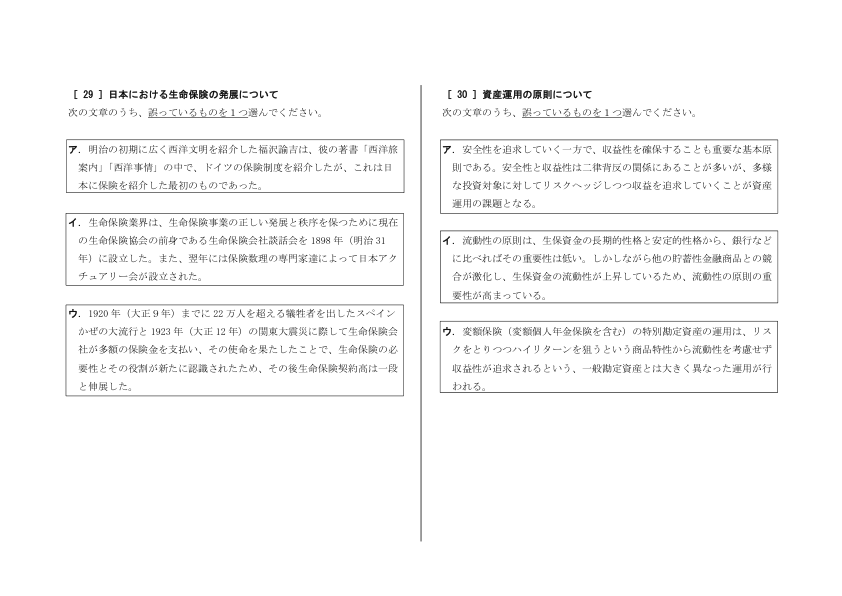 ［ 29 ］日本における生命保険の発展について
次の文章のうち、誤っているものを１つ選んでください。
ア．明治の初期に広く西洋文明を紹介した福沢諭吉は、彼の著書「西洋旅
案内」「西洋事情」の中で、ドイツの保険制度を紹介したが、これは日
本に保険を紹介した最初のものであった。
イ．生命保険業界は、生命保険事業の正しい発展と秩序を保つために現在
の生命保険協会の前身である生命保険会社談話会を 1898 年（明治 31
年）に設立した。また、翌年には保険数理の専門家達によって日本アク
チュアリー会が設立された。
ウ．1920 年（大正９年）までに 22 万人を超える犠牲者を出したスペイン
かぜの大流行と 1923 年（大正 12 年）の関東大震災に際して生命保険会
社が多額の保険金を支払い、その使命を果たしたことで、生命保険の必
要性とその役割が新たに認識されたため、その後生命保険契約高は一段
と伸展した。
［ 30 ］資産運用の原則について
次の文章のうち、誤っているものを１つ選んでください。
ア．安全性を追求していく一方で、収益性を確保することも重要な基本原
則である。安全性と収益性は二律背反の関係にあることが多いが、多様
な投資対象に対してリスクヘッジしつつ収益を追求していくことが資産
運用の課題となる。
イ．流動性の原則は、生保資金の長期的性格と安定的性格から、銀行など
に比べればその重要性は低い。しかしながら他の貯蓄性金融商品との競
合が激化し、生保資金の流動性が上昇しているため、流動性の原則の重
要性が高まっている。
ウ．変額保険（変額個人年金保険を含む）の特別勘定資産の運用は、リス
クをとりつつハイリターンを狙うという商品特性から流動性を考慮せず
収益性が追求されるという、一般勘定資産とは大きく異なった運用が行
われる。